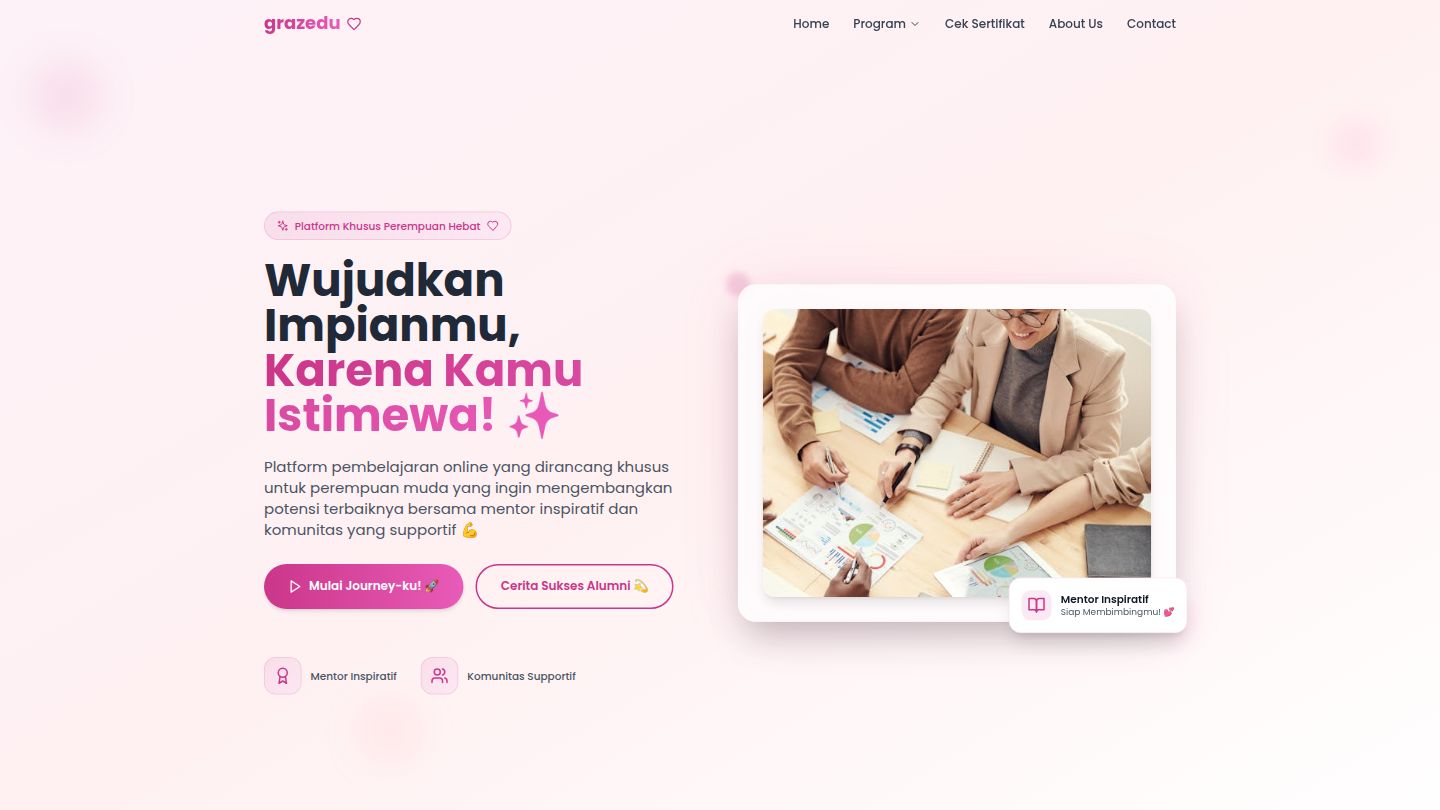 grazedu
Home Program Cek Sertifikat About Us Contact
Platform Khusus Perempuan Hebat
Wujudkan
Impianmu,
Karena Kamu
Istimewa! ✨
Platform pembelajaran online yang dirancang khusus
untuk perempuan muda yang ingin mengembangkan
potensi terbaiknya bersama mentor inspiratif dan
komunitas yang supportif 💪
Mulai Journey-ku! 🚀
Cerita Sukses Alumni 💫
Mentor Inspiratif
Siap Membimbingmu! 💕
Mentor Inspiratif
Komunitas Supportif